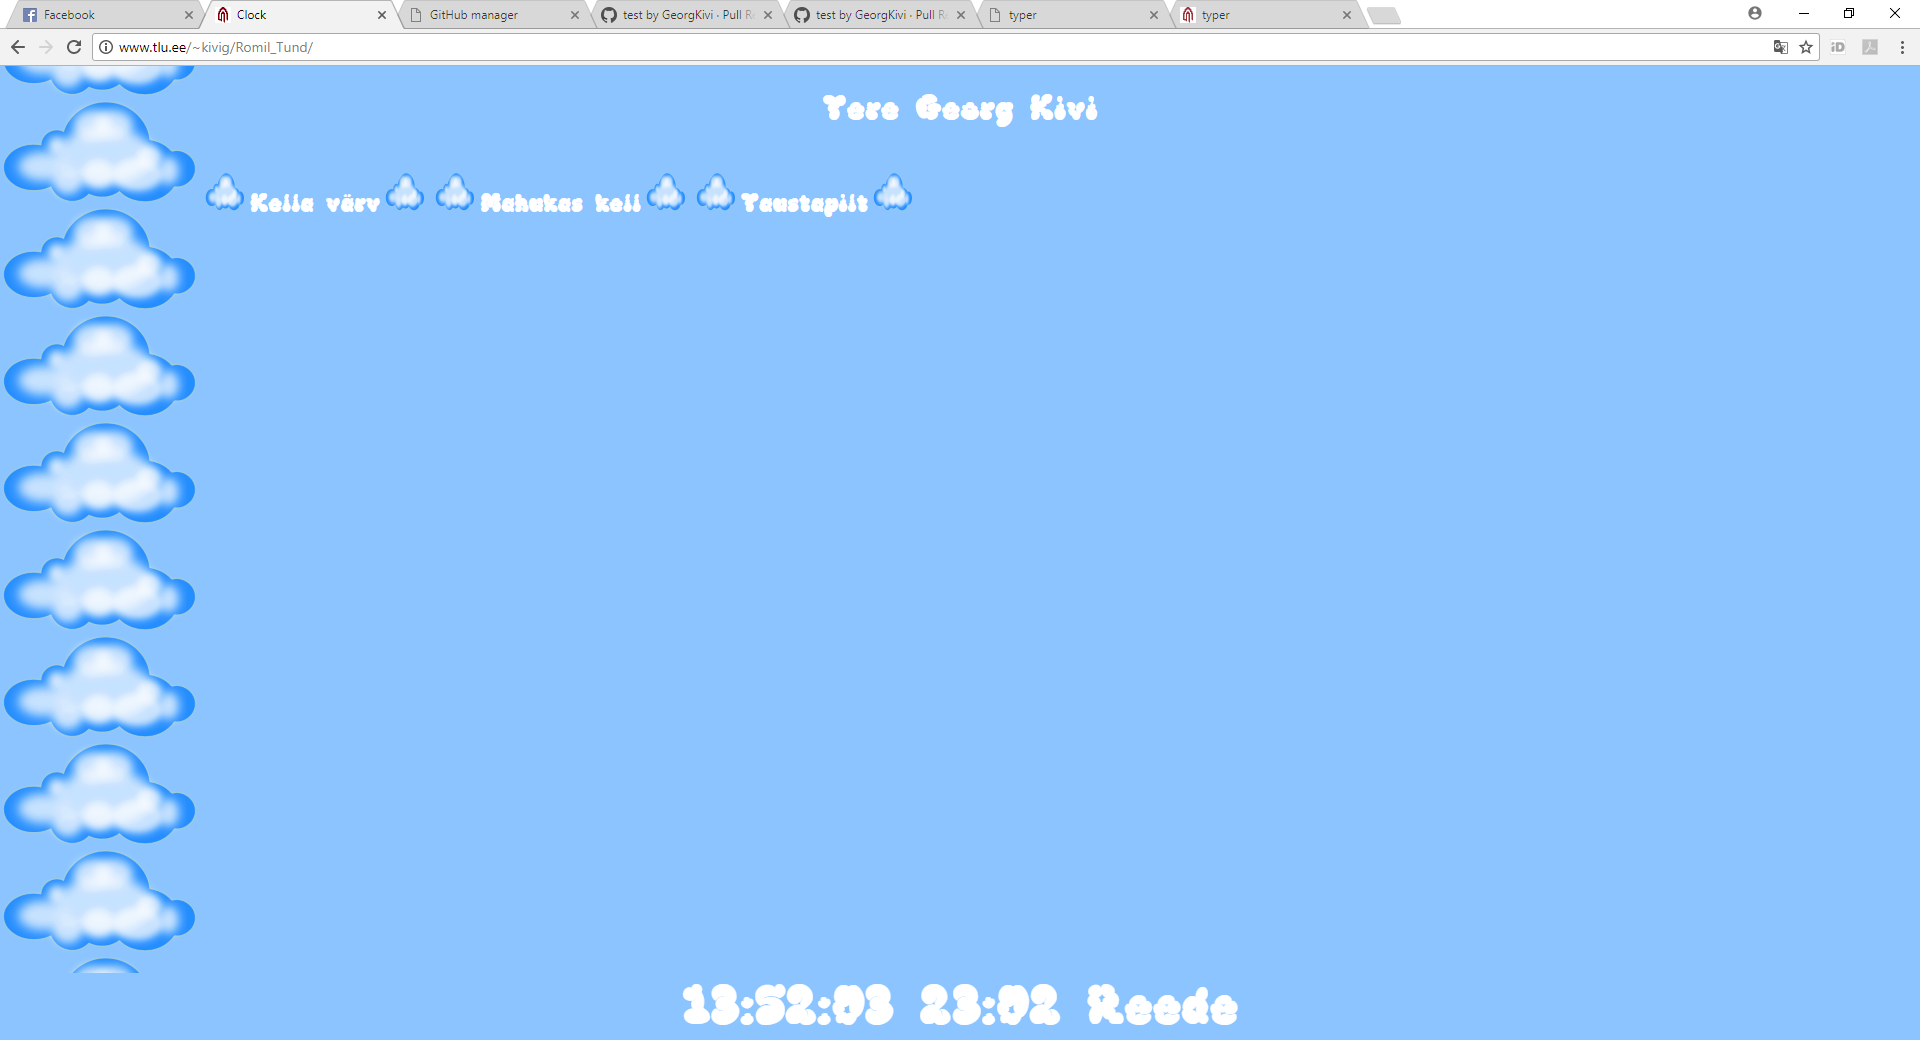 Facebook
Clock
GitHub manager
test by GeorgKivi · Pull R
test by GeorgKivi · Pull R
typer
typer
www.tlu.ee/~kivig/Romil_Tund/
iD
Tere Georg Kivi
Kella värv Mahukas kell Taustapilt
13:52:03 23:02 Reede